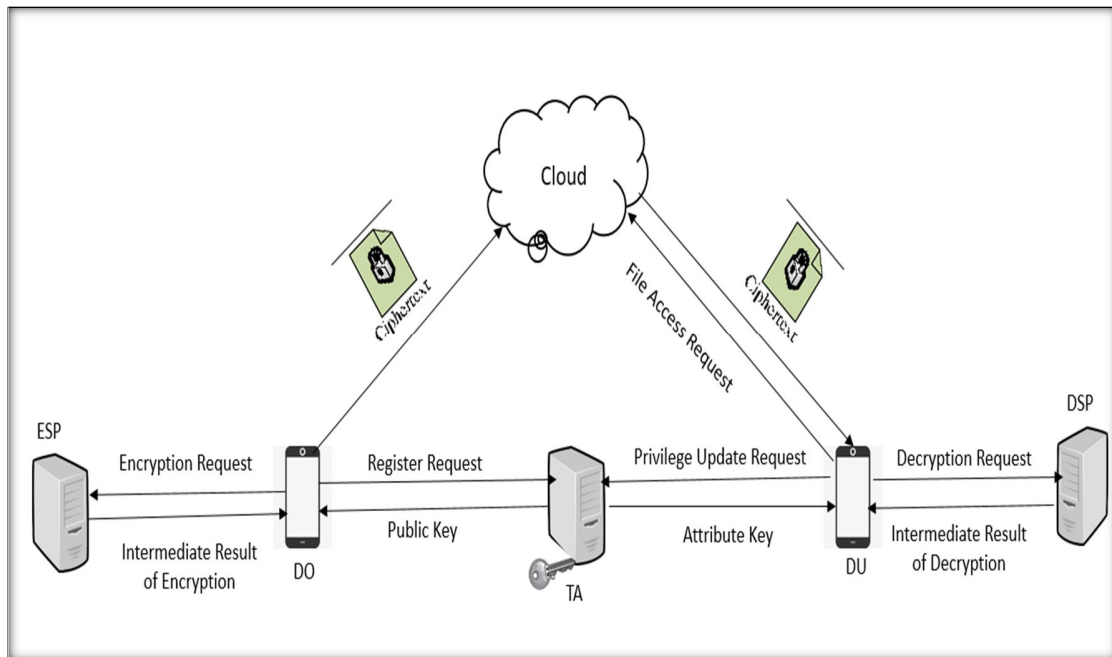 Cloud
Ciphertext
Ciphertext
File Access Request
ESP
DSP
Encryption Request
Register Request
Privilege Update Request
Decryption Request
Intermediate Result
of Encryption
Public Key
Attribute Key
Intermediate Result
of Decryption
DO
TA
DU